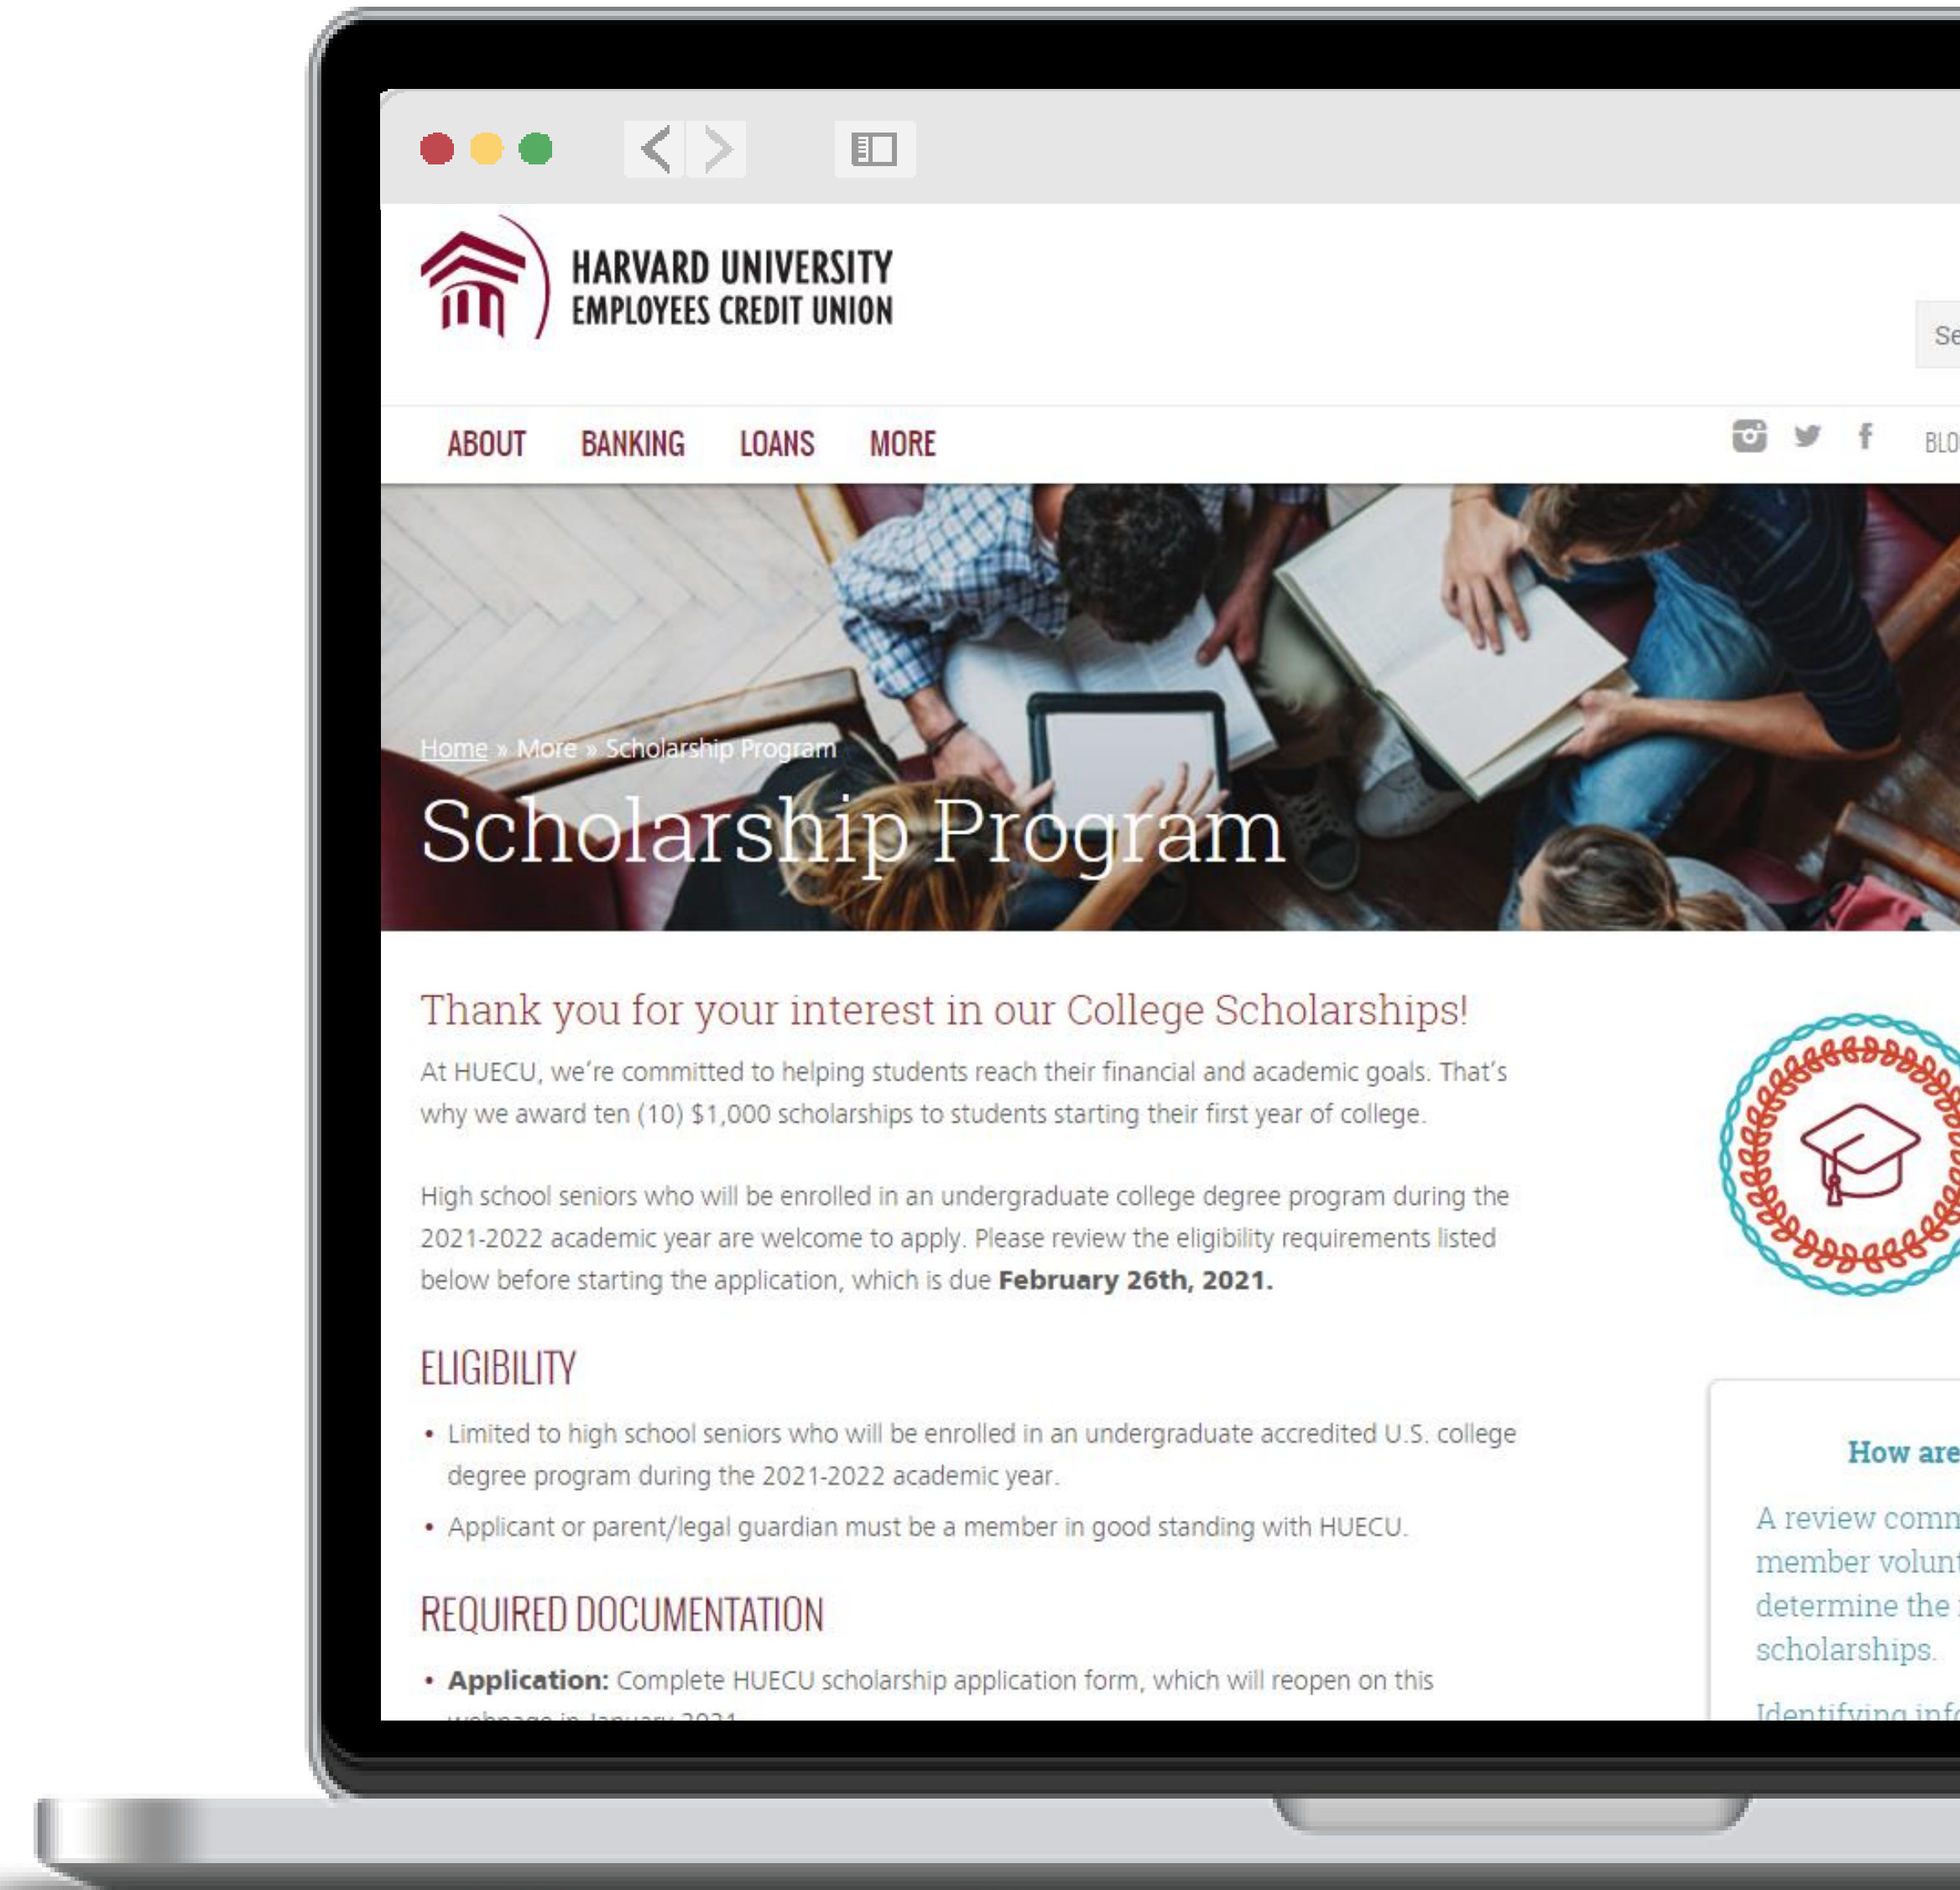 HARVARD UNIVERSITY
EMPLOYEES CREDIT UNION
ABOUT BANKING LOANS MORE
Home » More » Scholarship Program
Scholarship Program
Thank you for your interest in our College Scholarships!
At HUECU, we're committed to helping students reach their financial and academic goals. That's
why we award ten (10) $1,000 scholarships to students starting their first year of college.
High school seniors who will be enrolled in an undergraduate college degree program during the
2021-2022 academic year are welcome to apply. Please review the eligibility requirements listed
below before starting the application, which is due February 26th, 2021.
ELIGIBILITY
• Limited to high school seniors who will be enrolled in an undergraduate accredited U.S. college
degree program during the 2021-2022 academic year.
• Applicant or parent/legal guardian must be a member in good standing with HUECU.
REQUIRED DOCUMENTATION
• Application: Complete HUECU scholarship application form, which will reopen on this
webpage in January 2021
How are
A review
member
determine the
scholarships.
Identifying